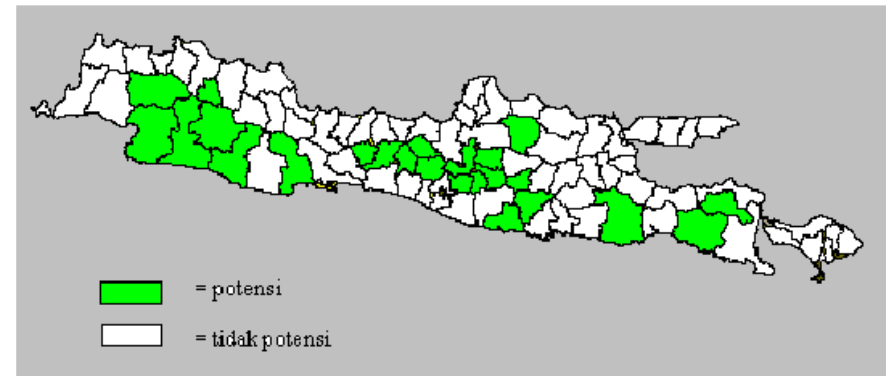 = potensi
= tidak potensi